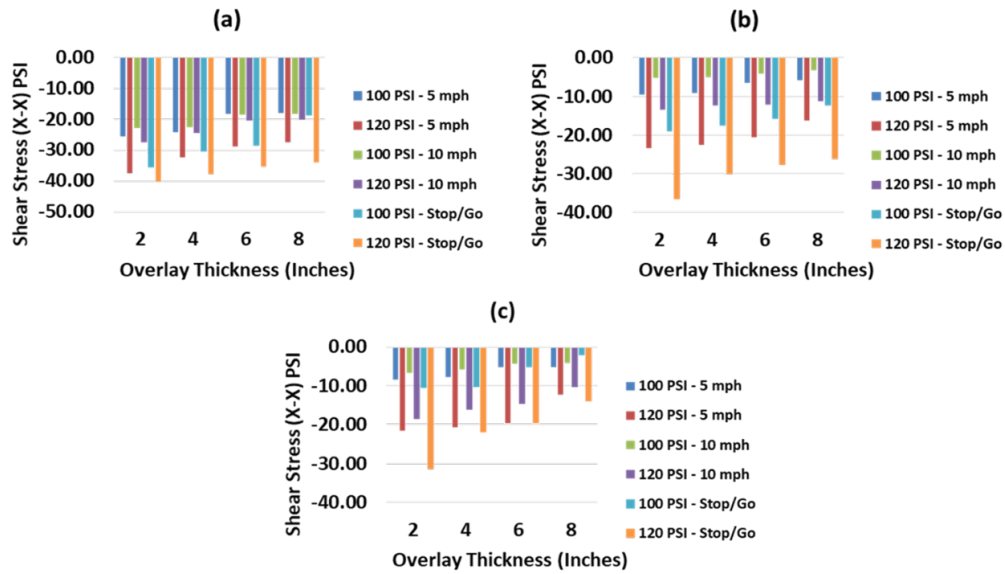 (a)
Shear Stress (X-X) PSI
0.00
-10.00
-20.00
-30.00
-40.00
-50.00
2 4 6 8
Overlay Thickness (Inches)
100 PSI - 5 mph
120 PSI - 5 mph
100 PSI - 10 mph
120 PSI - 10 mph
100 PSI - Stop/Go
120 PSI - Stop/Go
(b)
Shear Stress (X-X) PSI
0.00
-10.00
-20.00
-30.00
-40.00
2 4 6 8
Overlay Thickness (Inches)
100 PSI - 5 mph
120 PSI - 5 mph
100 PSI - 10 mph
120 PSI - 10 mph
100 PSI - Stop/Go
120 PSI - Stop/Go
(c)
Shear Stress (X-X) PSI
0.00
-10.00
-20.00
-30.00
-40.00
2 4 6 8
Overlay Thickness (Inches)
100 PSI - 5 mph
120 PSI - 5 mph
100 PSI - 10 mph
120 PSI - 10 mph
100 PSI - Stop/Go
120 PSI - Stop/Go